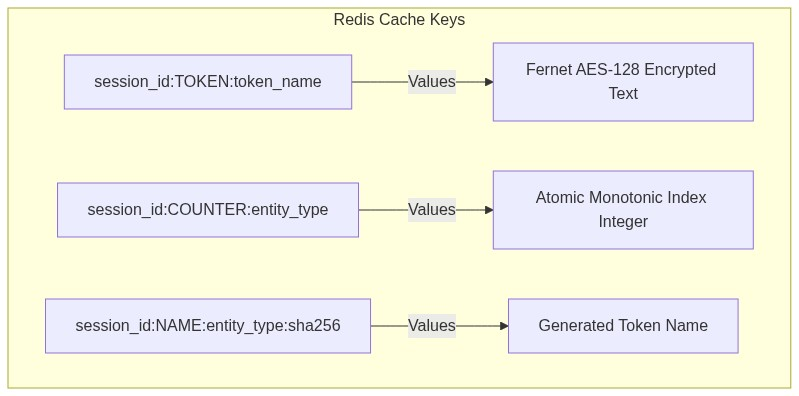 Redis Cache Keys
session_id:TOKEN:token_name
Values
Fernet AES-128 Encrypted
Text
session_id:COUNTER:entity_type
Values
Atomic Monotonic Index
Integer
session_id:NAME:entity_type:sha256
Values
Generated Token Name